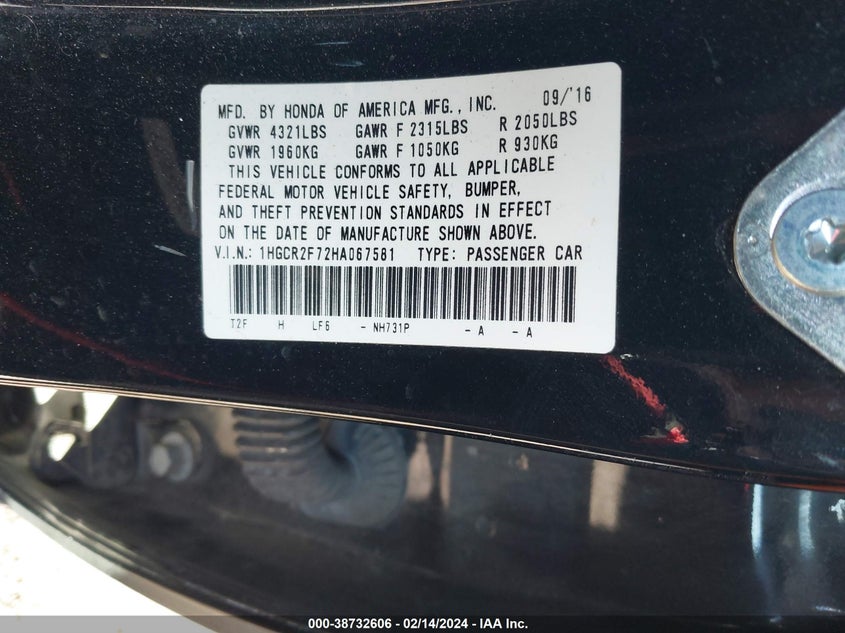 MFD. BY HONDA OF AMERICA MFG., INC. 09/'16
GVWR 4321LBS GAWR F 2315LBS R 2050LBS
GVWR 1960KG GAWR F 1050KG R 930KG
THIS VEHICLE CONFORMS TO ALL APPLICABLE
FEDERAL MOTOR VEHICLE SAFETY, BUMPER,
AND THEFT PREVENTION STANDARDS IN EFFECT
ON THE DATE OF MANUFACTURE SHOWN ABOVE.
V.I.N.: 1HGCR2F72HA067581 TYPE: PASSENGER CAR
T2F H LF6 - NH731P - A - A
000-38732606 - 02/14/2024 - IAA Inc.